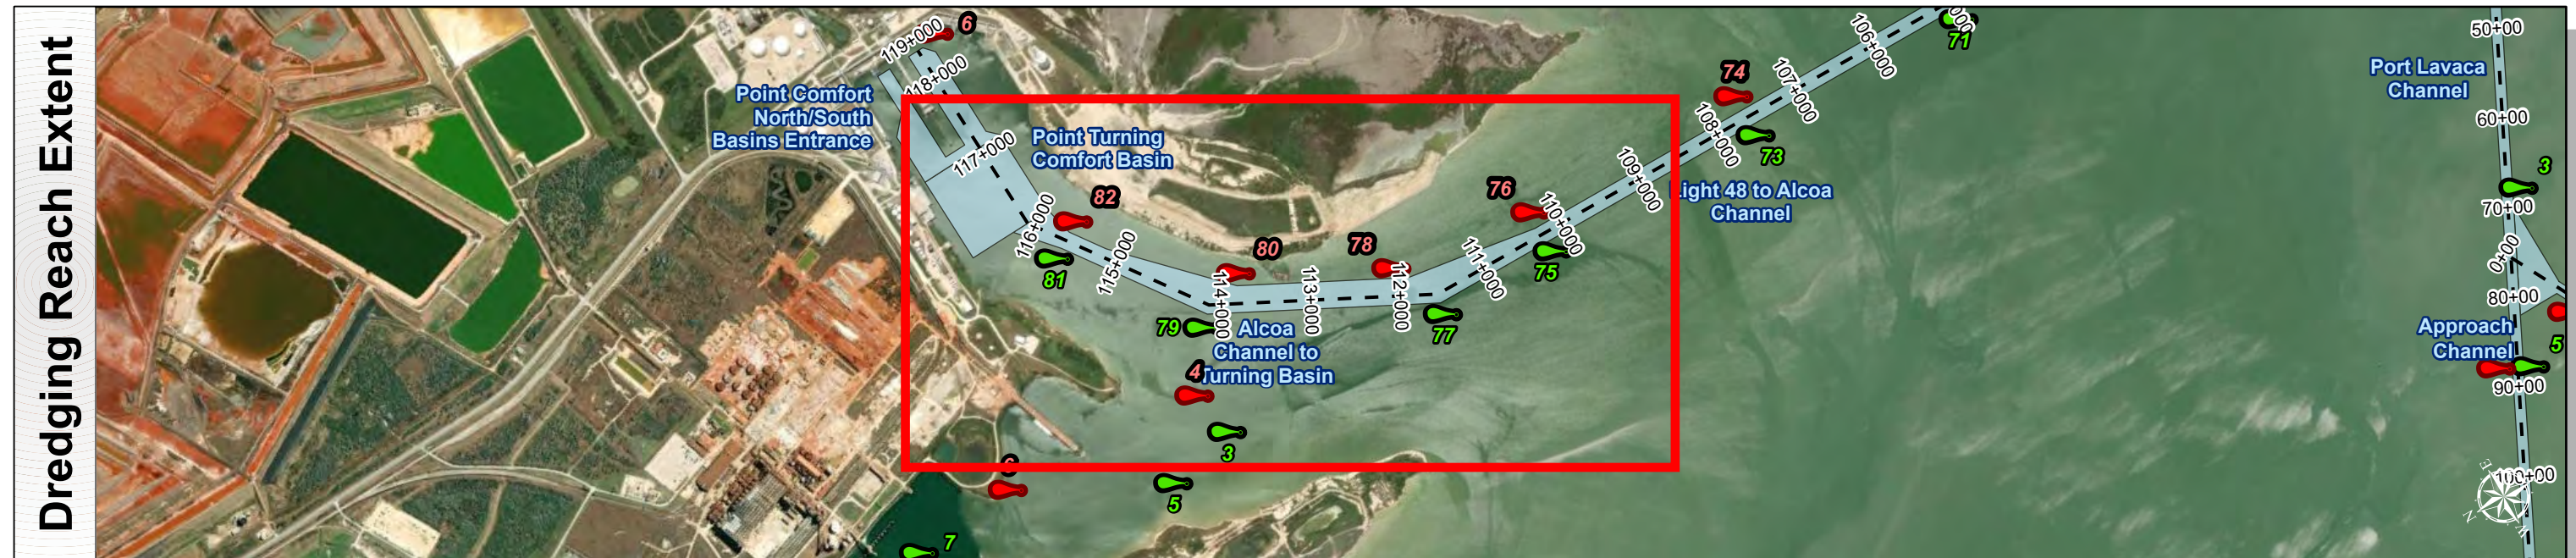 Dredging Reach Extent
6
119+000
118+000
Point Comfort
North/South
Basins Entrance
117+000
Point Turning
Comfort Basin
116+000
82
81
115+000
80
79
114+000
113+000
78
112+000
77
111+000
76
110+000
75
109+000
Alcoa
Channel to
Turning Basin
4
3
6
5
7
74
108+000
73
107+000
106+000
71
Light 48 to Alcoa
Channel
Port Lavaca
Channel
50+00
60+00
3
70+00
0+00
80+00
Approach
Channel
5
90+00
100+00
E
N
W